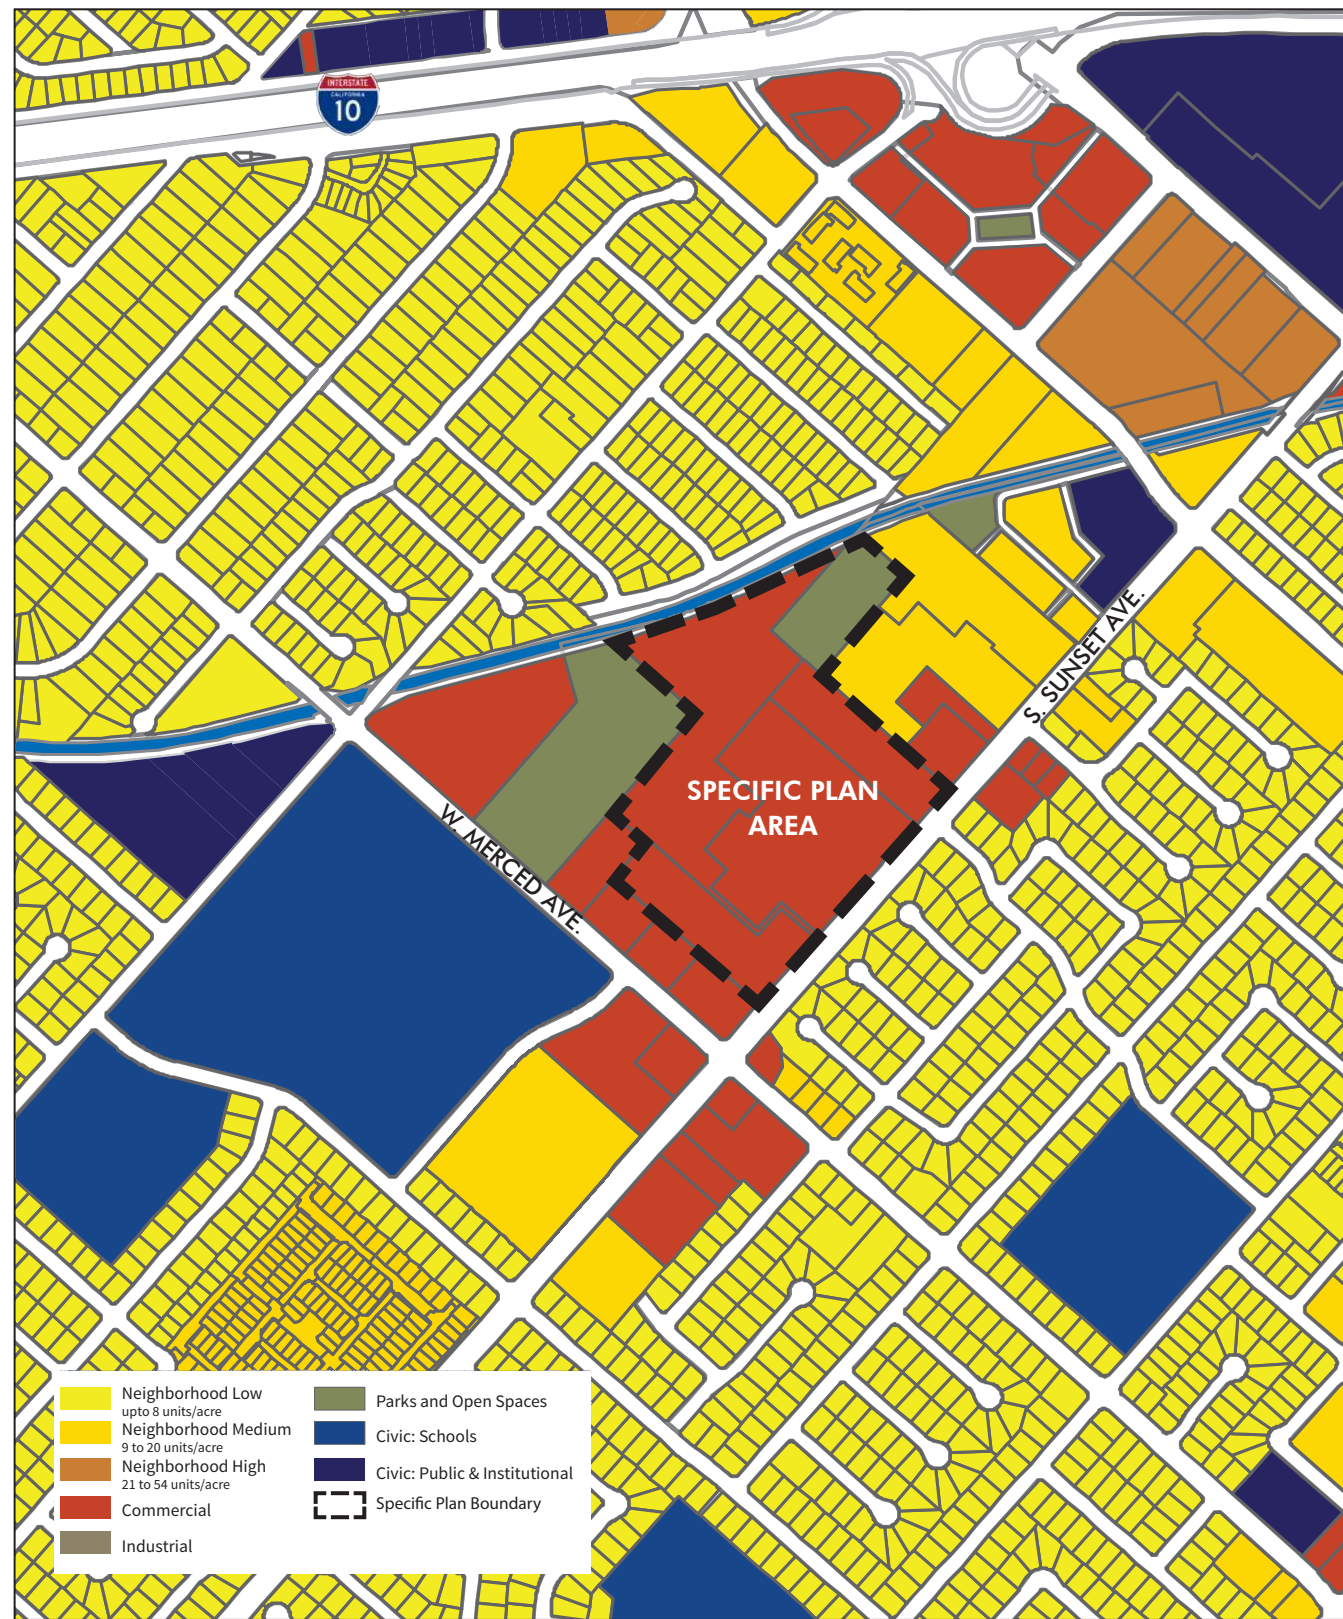 INTERSTATE
CALIFORNIA
10
S. SUNSET AVE.
SPECIFIC PLAN
AREA
W. MERCED AVE.
Neighborhood Low
upto 8 units/acre
Neighborhood Medium
9 to 20 units/acre
Neighborhood High
21 to 54 units/acre
Commercial
Industrial
Parks and Open Spaces
Civic: Schools
Civic: Public & Institutional
Specific Plan Boundary